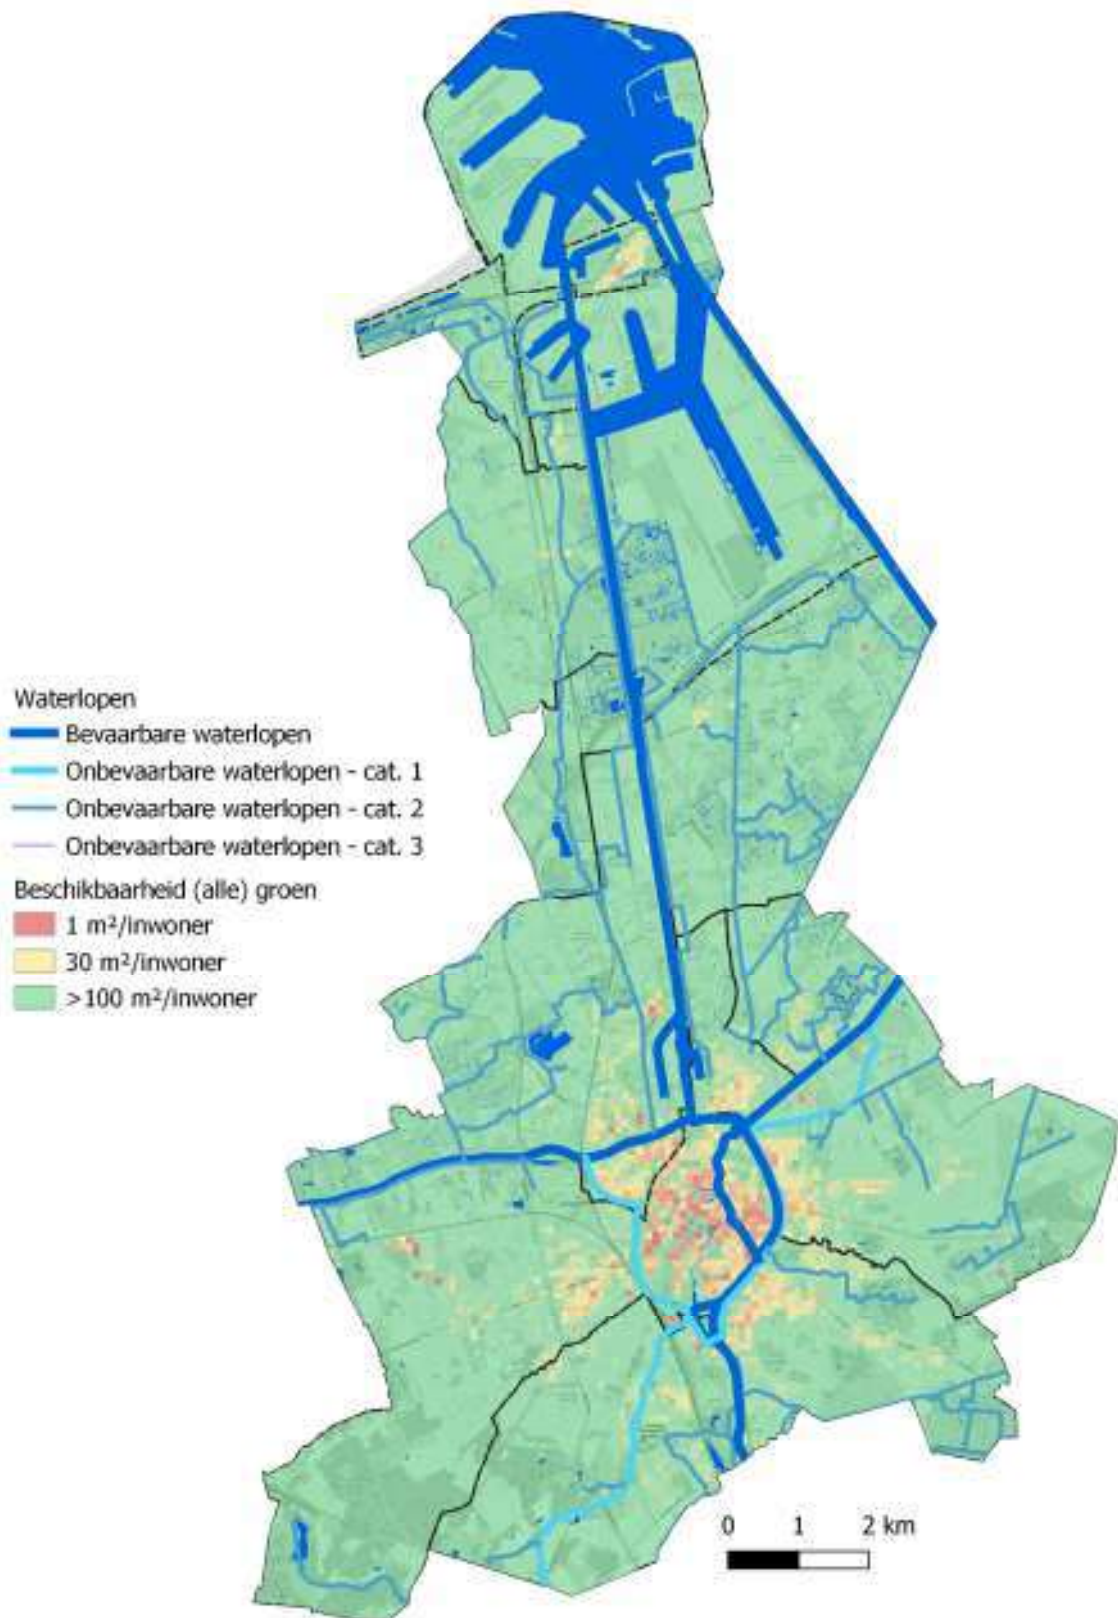 Waterlopen
Bevaarbare waterlopen
Onbevaarbare waterlopen - cat. 1
Onbevaarbare waterlopen - cat. 2
Onbevaarbare waterlopen - cat. 3
Beschikbaarheid (alle) groen
1 m²/inwoner
30 m²/inwoner
>100 m²/inwoner
0 1 2 km